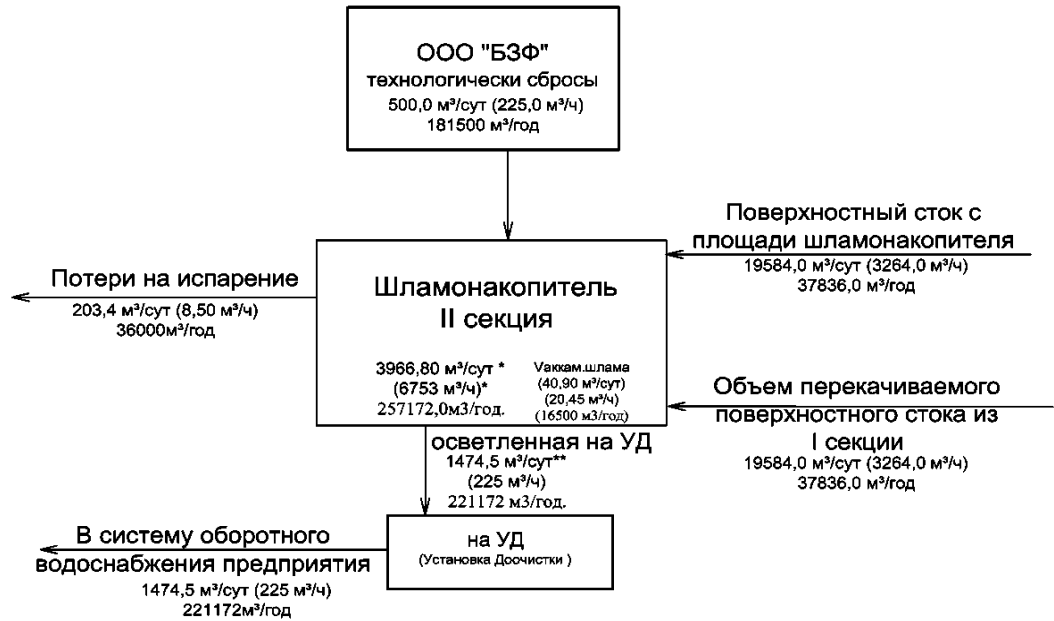 ООО "БЗФ"
технологически сбросы
500,0 м³/сут (225,0 м³/ч)
181500 м³/год
Поверхностный сток с
площади шламонакопителя
19584,0 м³/сут (3264,0 м³/ч)
37836,0 м³/год
Потери на испарение
203,4 м³/сут (8,50 м³/ч)
36000м³/год
Шламонакопитель
II секция
3966,80 м³/сут *
(6753 м³/ч)*
257172,0м3/год.
Vаккам.шлама
(40,90 м³/сут)
(20,45 м³/ч)
(16500 м3/год)
Объем перекачиваемого
поверхностного стока из
I секции
19584,0 м³/сут (3264,0 м³/ч)
37836,0 м³/год
осветленная на УД
1474,5 м³/сут**
(225 м³/ч)
221172 м3/год.
на УД
(Установка Доочистки )
В систему оборотного
водоснабжения предприятия
1474,5 м³/сут (225 м³/ч)
221172м³/год